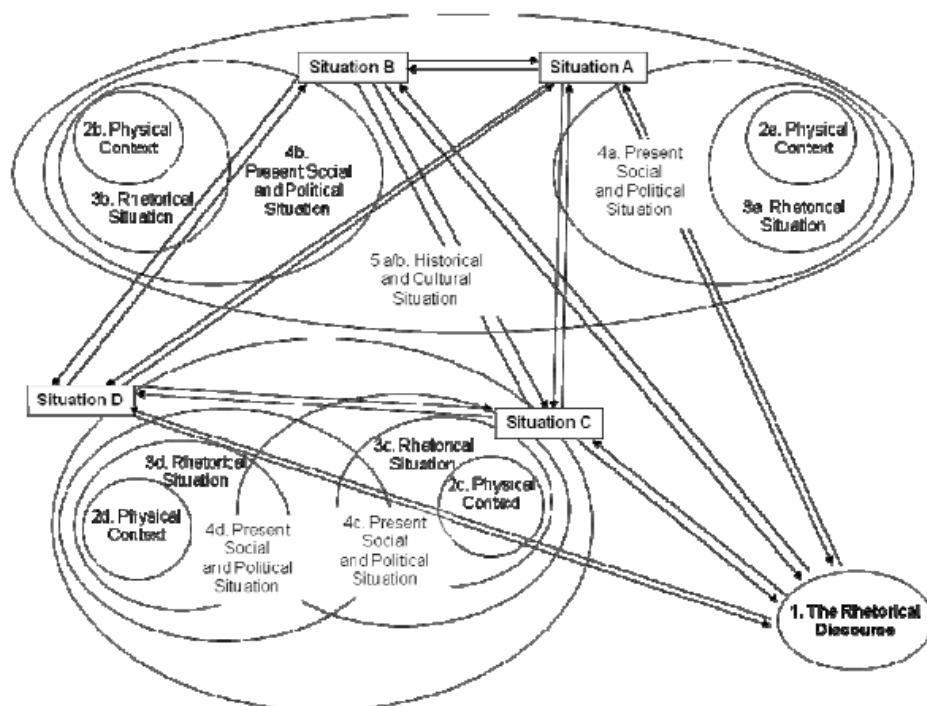 Situation B
Situation A
2b. Physical
Context
3b. Rhetorical
Situation
4b.
Present Social
and Political
Situation
4a. Present
Social
and Political
Situation
2a. Physical
Context
3a. Rhetorical
Situation
5 a/b. Historical
and Cultural
Situation
Situation D
Situation C
3d. Rhetorical
Situation
2d. Physical
Context
4d. Present
Social
and Political
Situation
3c. Rhetorical
Situation
2c. Physical
Context
4c. Present
Social
and Political
Situation
1. The Rhetorical
Discourse